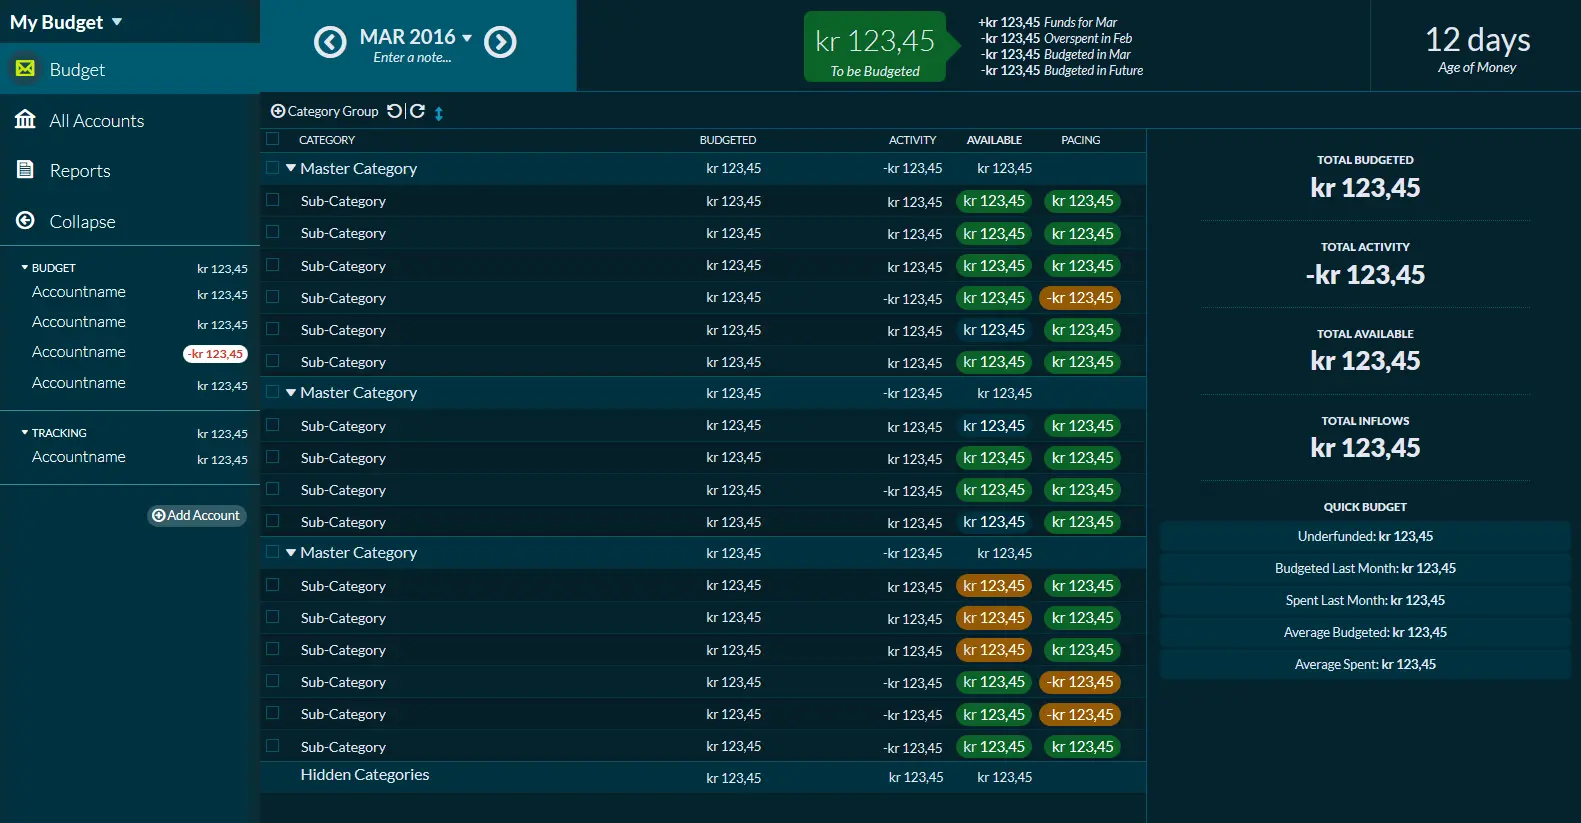 My Budget
Budget
All Accounts
Reports
Collapse
BUDGET kr 123,45
Accountname kr 123,45
Accountname kr 123,45
Accountname -kr 123,45
Accountname kr 123,45
TRACKING kr 123,45
Accountname kr 123,45
Add Account
MAR 2016
Enter a note...
kr 123,45
To be Budgeted
+kr 123,45 Funds for Mar
-kr 123,45 Overspent in Feb
-kr 123,45 Budgeted in Mar
-kr 123,45 Budgeted in Future
12 days
Age of Money
Category Group
CATEGORY BUDGETED ACTIVITY AVAILABLE PACING
Master Category kr 123,45 -kr 123,45 kr 123,45
Sub-Category kr 123,45 kr 123,45 kr 123,45 kr 123,45
Sub-Category kr 123,45 kr 123,45 kr 123,45 kr 123,45
Sub-Category kr 123,45 kr 123,45 kr 123,45 kr 123,45
Sub-Category kr 123,45 -kr 123,45 kr 123,45 -kr 123,45
Sub-Category kr 123,45 kr 123,45 kr 123,45 kr 123,45
Sub-Category kr 123,45 -kr 123,45 kr 123,45 kr 123,45
Master Category kr 123,45 -kr 123,45 kr 123,45
Sub-Category kr 123,45 kr 123,45 kr 123,45 kr 123,45
Sub-Category kr 123,45 kr 123,45 kr 123,45 kr 123,45
Sub-Category kr 123,45 -kr 123,45 kr 123,45 kr 123,45
Sub-Category kr 123,45 kr 123,45 kr 123,45 kr 123,45
Master Category kr 123,45 -kr 123,45 kr 123,45
Sub-Category kr 123,45 kr 123,45 kr 123,45 kr 123,45
Sub-Category kr 123,45 kr 123,45 kr 123,45 kr 123,45
Sub-Category kr 123,45 kr 123,45 kr 123,45 kr 123,45
Sub-Category kr 123,45 -kr 123,45 kr 123,45 -kr 123,45
Sub-Category kr 123,45 -kr 123,45 kr 123,45 -kr 123,45
Sub-Category kr 123,45 -kr 123,45 kr 123,45 kr 123,45
Hidden Categories kr 123,45 kr 123,45 kr 123,45
TOTAL BUDGETED
kr 123,45
TOTAL ACTIVITY
-kr 123,45
TOTAL AVAILABLE
kr 123,45
TOTAL INFLOWS
kr 123,45
QUICK BUDGET
Underfunded: kr 123,45
Budgeted Last Month: kr 123,45
Spent Last Month: kr 123,45
Average Budgeted: kr 123,45
Average Spent: kr 123,45